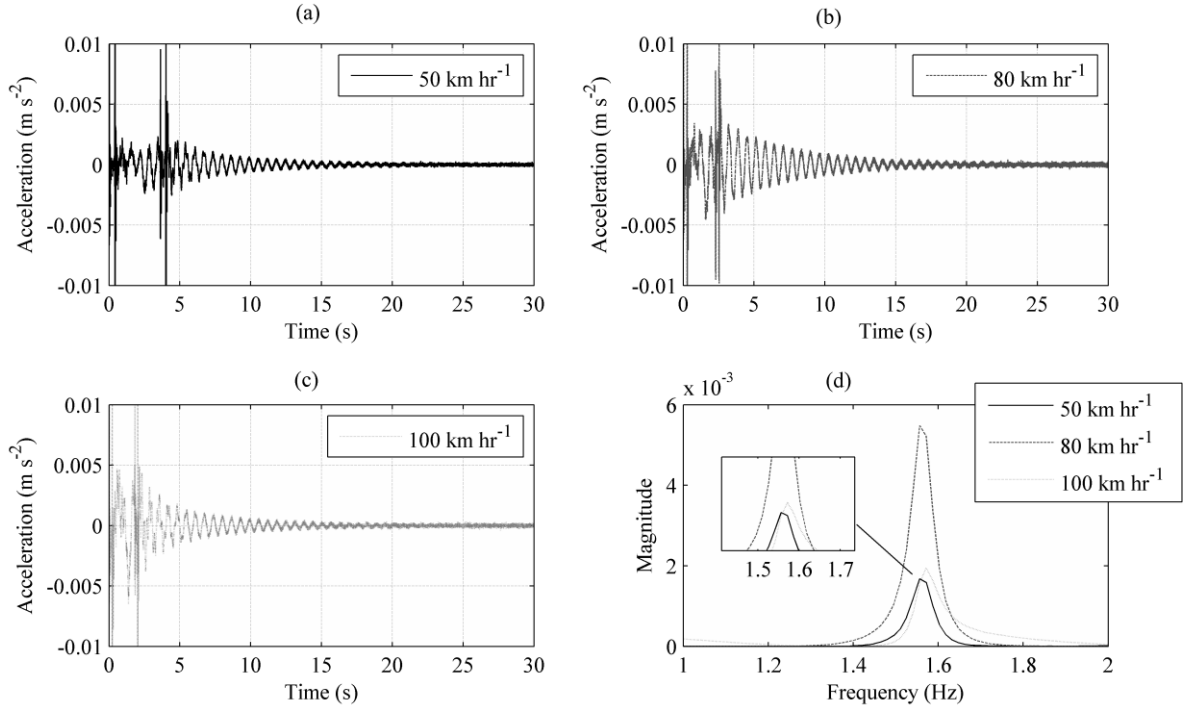 (a)
0.01
0.005
0
-0.005
-0.01
Acceleration (m s-2)
50 km hr-1
0 5 10 15 20 25 30
Time (s)
(b)
0.01
0.005
0
-0.005
-0.01
Acceleration (m s-2)
80 km hr-1
0 5 10 15 20 25 30
Time (s)
(c)
0.01
0.005
0
-0.005
-0.01
Acceleration (m s-2)
100 km hr-1
0 5 10 15 20 25 30
Time (s)
x 10-3
(d)
6
4
2
0
Magnitude
50 km hr-1
80 km hr-1
100 km hr-1
1.5 1.6 1.7
1 1.2 1.4 1.6 1.8 2
Frequency (Hz)